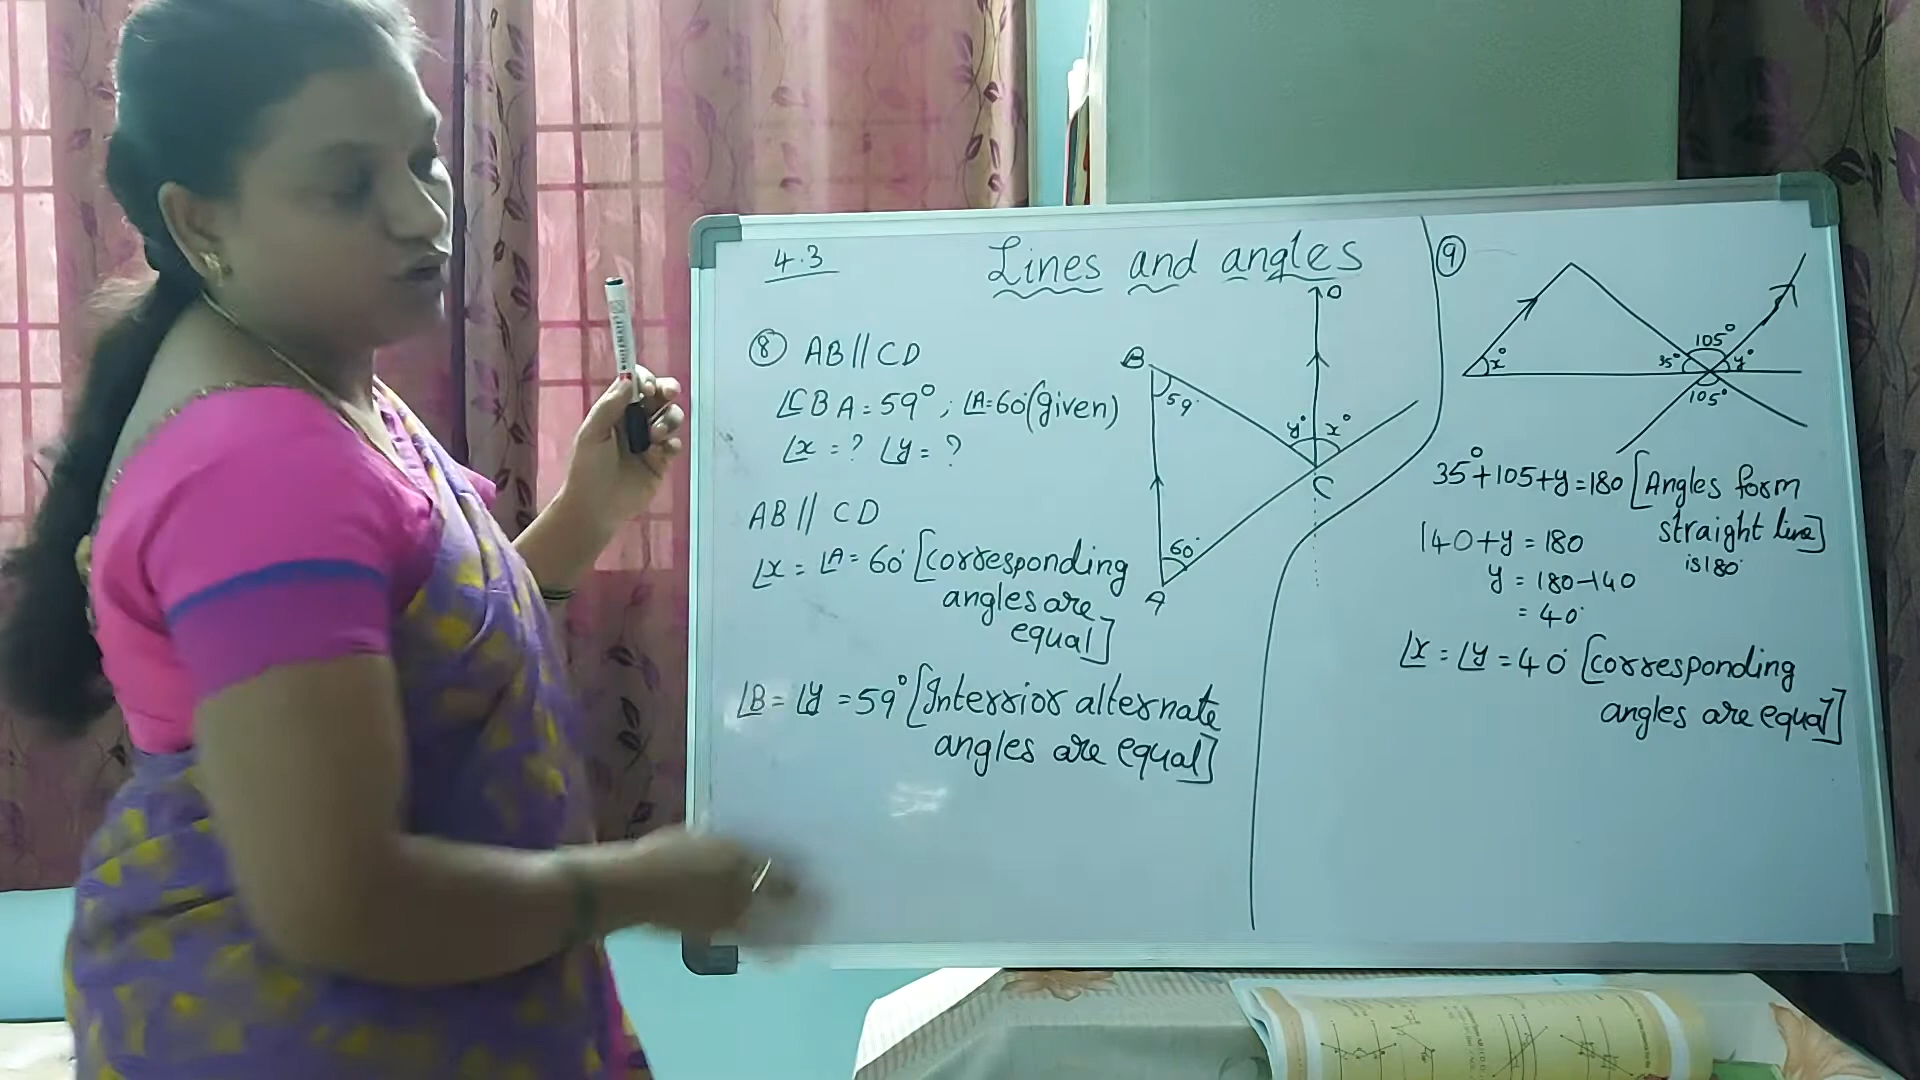 4.3
Lines and angles
8 AB // CD
∠CBA = 59°; ∠A = 60°(given)
∠x = ? ∠y = ?
AB // CD
∠x = ∠A = 60° [corresponding
angles are
equal]
∠B = ∠y = 59° [Interrior alternate
angles are equal]
D
B
59°
y° x°
C
60°
A
9
105°
x° 35° y°
105°
35° + 105 + y = 180 [Angles form
straight line]
is 180°
140 + y = 180
y = 180 - 140
= 40°
∠x = ∠y = 40° [corresponding
angles are equal]